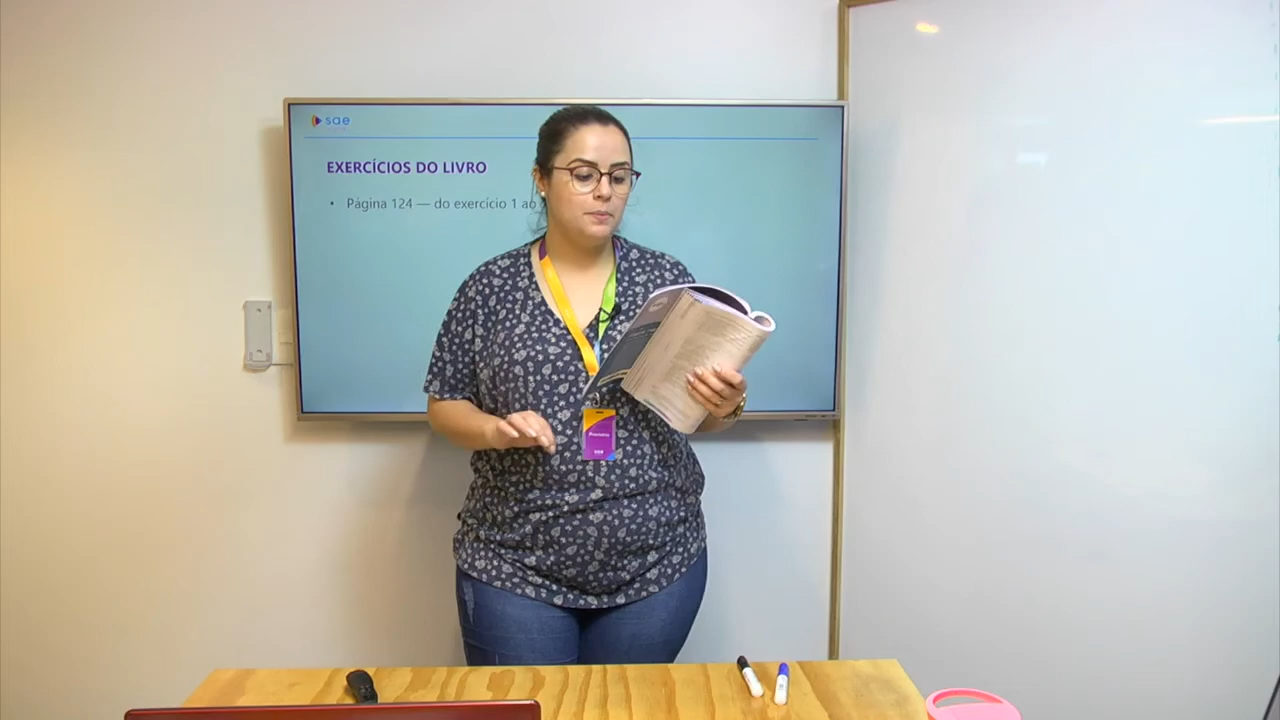 sae
EXERCÍCIOS DO LIVRO
• Página 124 — do exercício 1 ao